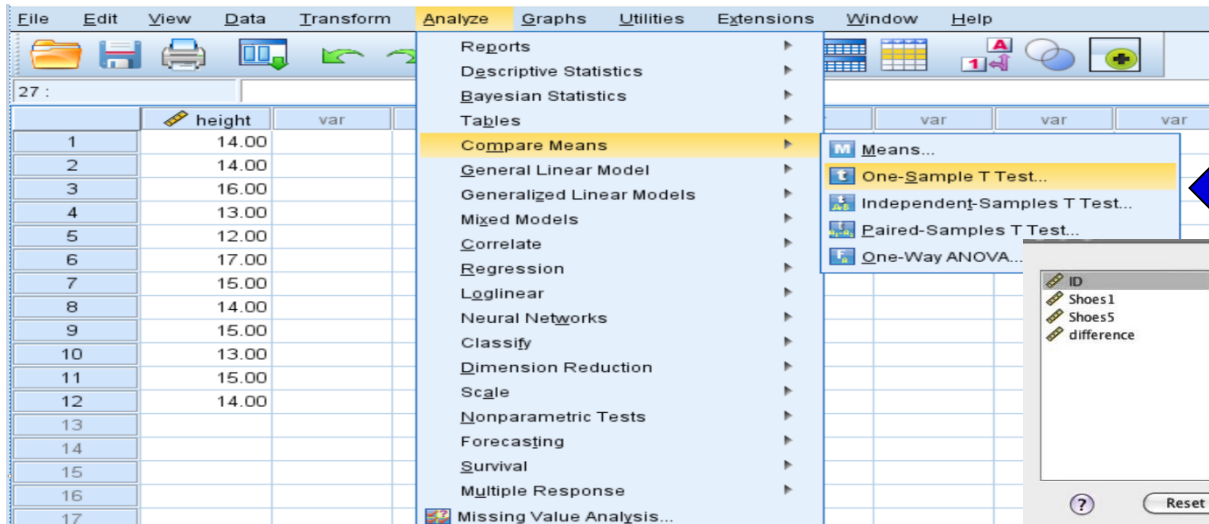 File Edit View Data Transform Analyze Graphs Utilities Extensions Window Help
27 :
height var var var var
1 14.00
2 14.00
3 16.00
4 13.00
5 12.00
6 17.00
7 15.00
8 14.00
9 15.00
10 13.00
11 15.00
12 14.00
13
14
15
16
17
Reports
Descriptive Statistics
Bayesian Statistics
Tables
Compare Means
General Linear Model
Generalized Linear Models
Mixed Models
Correlate
Regression
Loglinear
Neural Networks
Classify
Dimension Reduction
Scale
Nonparametric Tests
Forecasting
Survival
Multiple Response
Missing Value Analysis...
M Means...
t One-Sample T Test...
Independent-Samples T Test...
Paired-Samples T Test...
One-Way ANOVA...
ID
Shoes1
Shoes5
difference
? Reset
A
1